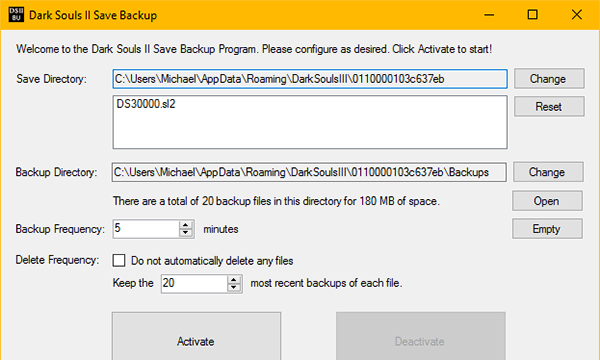 DSII
BU
Dark Souls II Save Backup
Welcome to the Dark Souls II Save Backup Program. Please configure as desired. Click Activate to start!
Save Directory: C:\Users\Michael\AppData\Roaming\DarkSoulsIII\0110000103c637eb Change
DS30000.sl2 Reset
Backup Directory: C:\Users\Michael\AppData\Roaming\DarkSoulsIII\0110000103c637eb\Backups Change
There are a total of 20 backup files in this directory for 180 MB of space. Open
Backup Frequency: 5 minutes Empty
Delete Frequency: Do not automatically delete any files
Keep the 20 most recent backups of each file.
Activate Deactivate